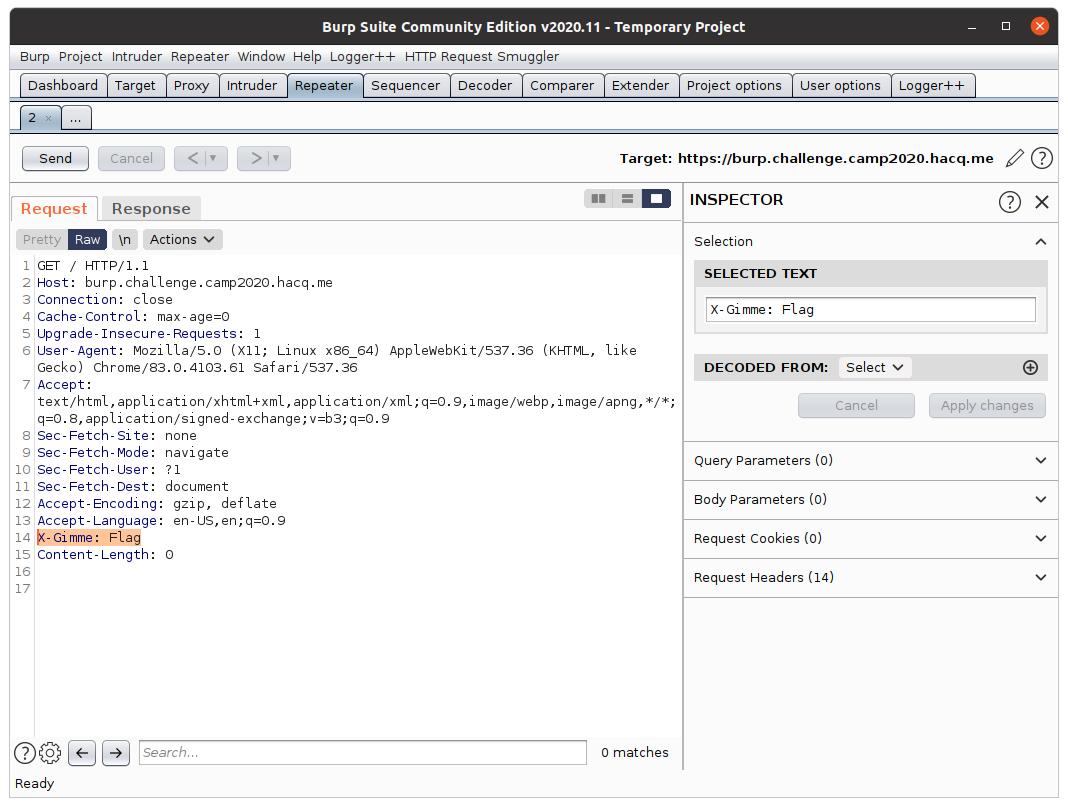 Burp Suite Community Edition v2020.11 - Temporary Project
Burp Project Intruder Repeater Window Help Logger++ HTTP Request Smuggler
Dashboard Target Proxy Intruder Repeater Sequencer Decoder Comparer Extender Project options User options Logger++
2 × ...
Send Cancel < ▼ > ▼ Target: https://burp.challenge.camp2020.hacq.me ?
Request Response
Pretty Raw \n Actions
1 GET / HTTP/1.1
2 Host: burp.challenge.camp2020.hacq.me
3 Connection: close
4 Cache-Control: max-age=0
5 Upgrade-Insecure-Requests: 1
6 User-Agent: Mozilla/5.0 (X11; Linux x86_64) AppleWebKit/537.36 (KHTML, like
Gecko) Chrome/83.0.4103.61 Safari/537.36
7 Accept:
text/html,application/xhtml+xml,application/xml;q=0.9,image/webp,image/apng,*/*;
q=0.8,application/signed-exchange;v=b3;q=0.9
8 Sec-Fetch-Site: none
9 Sec-Fetch-Mode: navigate
10 Sec-Fetch-User: ?1
11 Sec-Fetch-Dest: document
12 Accept-Encoding: gzip, deflate
13 Accept-Language: en-US,en;q=0.9
14 X-Gimme: Flag
15 Content-Length: 0
16
17
? Search... 0 matches
INSPECTOR ?
Selection
SELECTED TEXT
X-Gimme: Flag
DECODED FROM: Select
Cancel Apply changes
Query Parameters (0)
Body Parameters (0)
Request Cookies (0)
Request Headers (14)
Ready